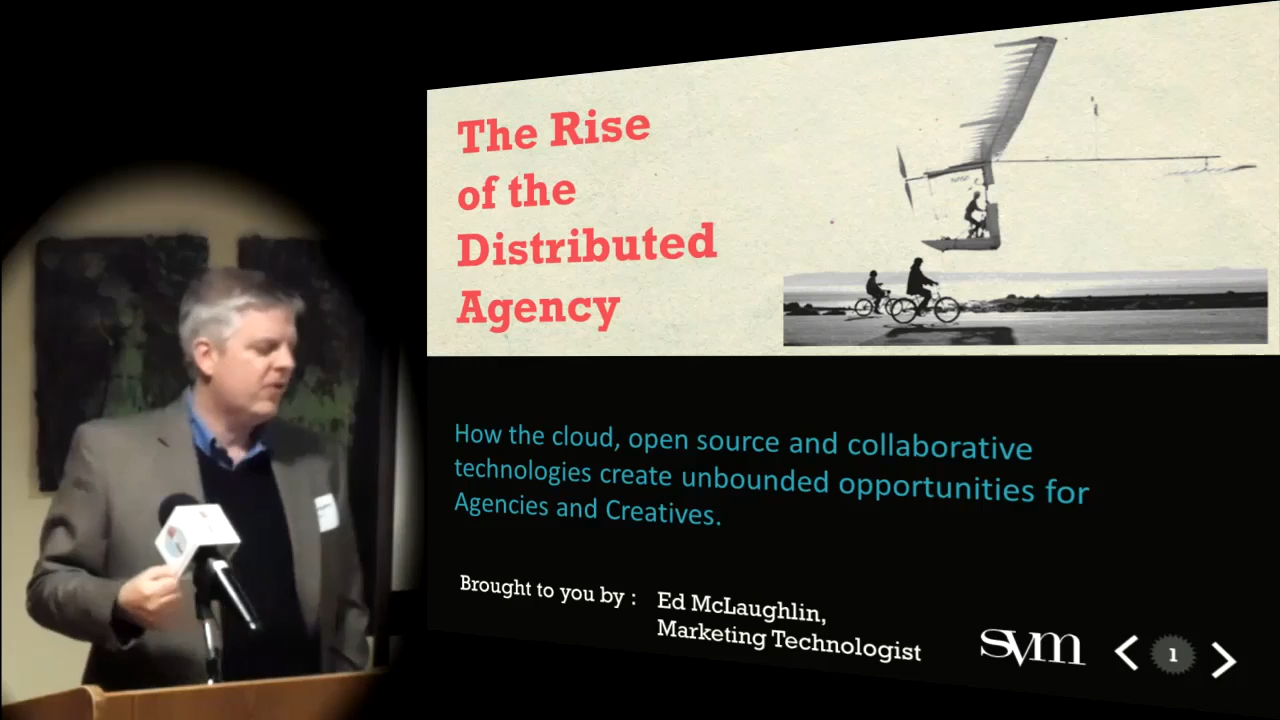 The Rise
of the
Distributed
Agency
How the cloud, open source and collaborative
technologies create unbounded opportunities for
Agencies and Creatives.
Brought to you by : Ed McLaughlin,
Marketing Technologist
svm
1